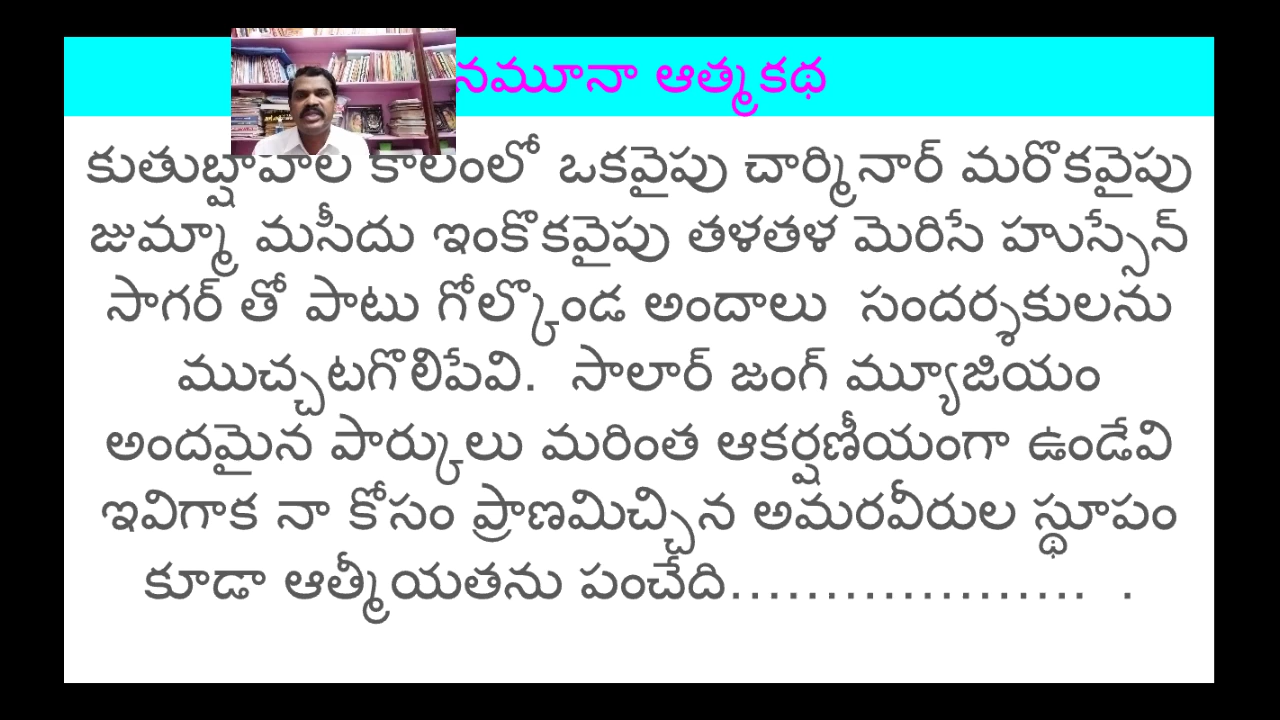 నమూనా ఆత్మకథ
కుతుబ్షాహీల కాలంలో ఒకవైపు చార్మినార్ మరొకవైపు
జుమ్మా మసీదు ఇంకొకవైపు తళతళ మెరిసే హుస్సేన్
సాగర్ తో పాటు గోల్కొండ అందాలు సందర్శకులను
ముచ్చటగొలిపేవి. సాలార్ జంగ్ మ్యూజియం
అందమైన పార్కులు మరింత ఆకర్షణీయంగా ఉండేవి
ఇవిగాక నా కోసం ప్రాణమిచ్చిన అమరవీరుల స్థూపం
కూడా ఆత్మీయతను పంచేది................... .